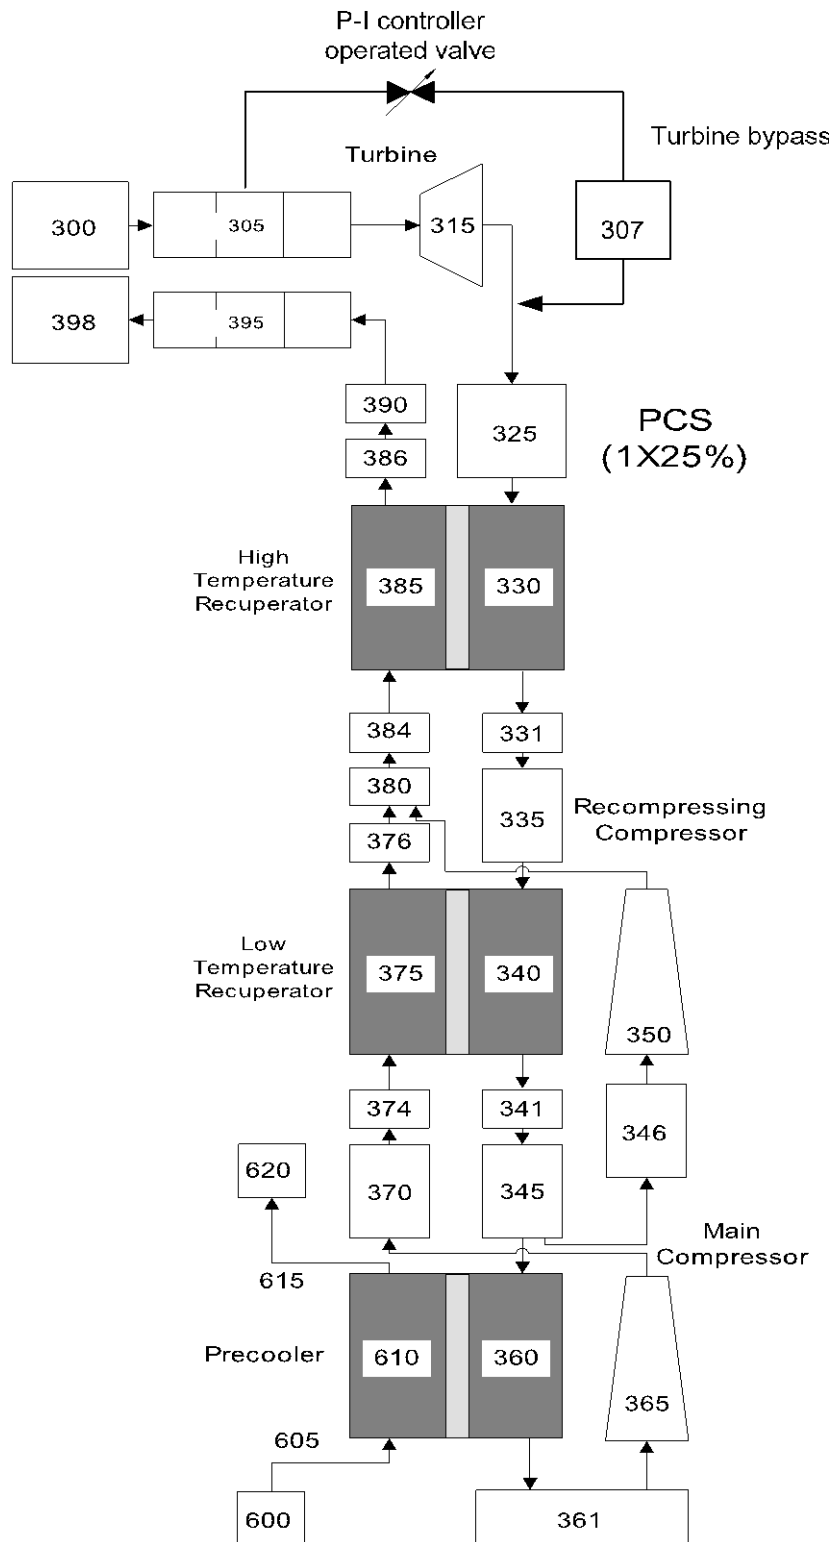 P-I controller
operated valve
Turbine bypass
Turbine
300
305
315
307
398
395
390
325
PCS
(1X25%)
386
High
Temperature
Recuperator
385
330
384
331
380
335
Recompressing
Compressor
376
Low
Temperature
Recuperator
375
340
350
374
341
346
620
370
345
Main
Compressor
615
Precooler
610
360
365
605
600
361